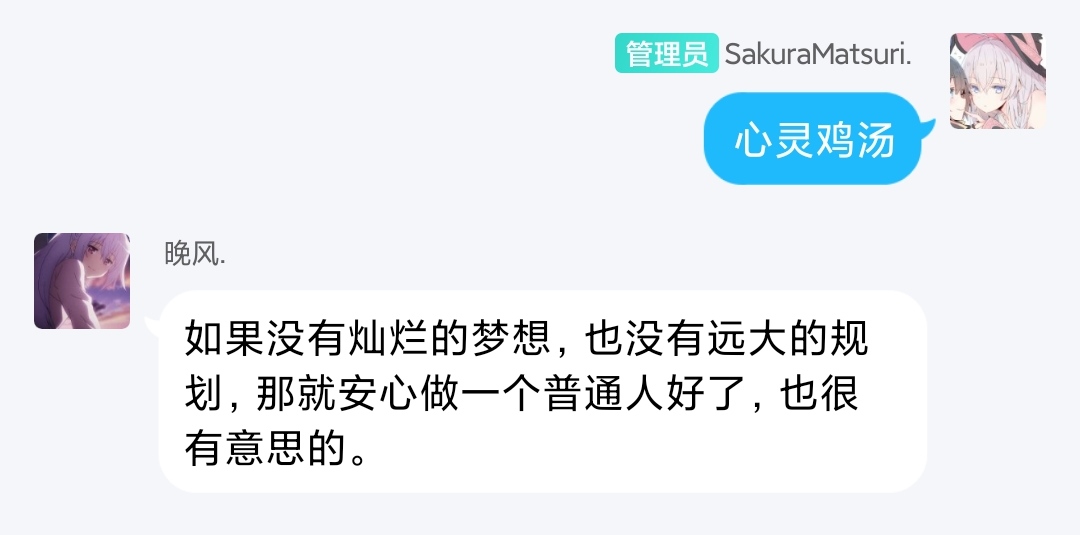 管理员 SakuraMatsuri.
心灵鸡汤
晚风.
如果没有灿烂的梦想，也没有远大的规
划，那就安心做一个普通人好了，也很
有意思的。